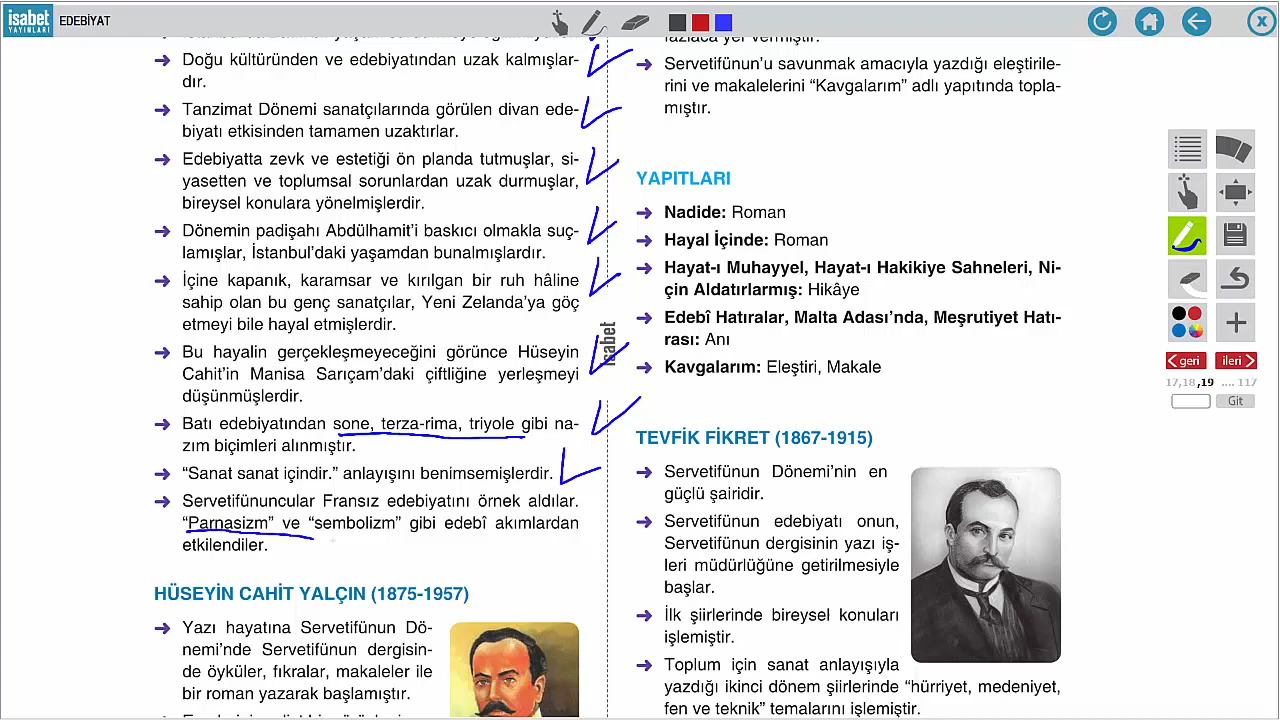 isabet
YAYINLARI
EDEBİYAT
Doğu kültüründen ve edebiyatından uzak kalmışlar-
dır.
Tanzimat Dönemi sanatçılarında görülen divan ede-
biyatı etkisinden tamamen uzaktırlar.
Edebiyatta zevk ve estetiği ön planda tutmuşlar, si-
yasetten ve toplumsal sorunlardan uzak durmuşlar,
bireysel konulara yönelmişlerdir.
Dönemin padişahı Abdülhamit’i baskıcı olmakla suç-
lamışlar, İstanbul’daki yaşamdan bunalmışlardır.
İçine kapanık, karamsar ve kırılgan bir ruh hâline
sahip olan bu genç sanatçılar, Yeni Zelanda’ya göç
etmeyi bile hayal etmişlerdir.
Bu hayalin gerçekleşmeyeceğini görünce Hüseyin
Cahit’in Manisa Sarıçam’daki çiftliğine yerleşmeyi
düşünmüşlerdir.
Batı edebiyatından sone, terza-rima, triyole gibi na-
zım biçimleri alınmıştır.
“Sanat sanat içindir.” anlayışını benimsemişlerdir.
Servetifünuncular Fransız edebiyatını örnek aldılar.
“Parnasizm” ve “sembolizm” gibi edebî akımlardan
etkilendiler.
HÜSEYİN CAHİT YALÇIN (1875-1957)
Yazı hayatına Servetifünun Dö-
nemi’nde Servetifünun dergisin-
de öyküler, fıkralar, makaleler ile
bir roman yazarak başlamıştır.
isabet
fazlaca yer vermiştir.
Servetifünun’u savunmak amacıyla yazdığı eleştirile-
rini ve makalelerini “Kavgalarım” adlı yapıtında topla-
mıştır.
YAPITLARI
Nadide: Roman
Hayal İçinde: Roman
Hayat-ı Muhayyel, Hayat-ı Hakikiye Sahneleri, Ni-
çin Aldatırlarmış: Hikâye
Edebî Hatıralar, Malta Adası’nda, Meşrutiyet Hatı-
rası: Anı
Kavgalarım: Eleştiri, Makale
TEVFİK FİKRET (1867-1915)
Servetifünun Dönemi’nin en
güçlü şairidir.
Servetifünun edebiyatı onun,
Servetifünun dergisinin yazı iş-
leri müdürlüğüne getirilmesiyle
başlar.
İlk şiirlerinde bireysel konuları
işlemiştir.
Toplum için sanat anlayışıyla
yazdığı ikinci dönem şiirlerinde “hürriyet, medeniyet,
fen ve teknik” temalarını işlemiştir.
geri
ileri
17,18,19 .... 117
Git